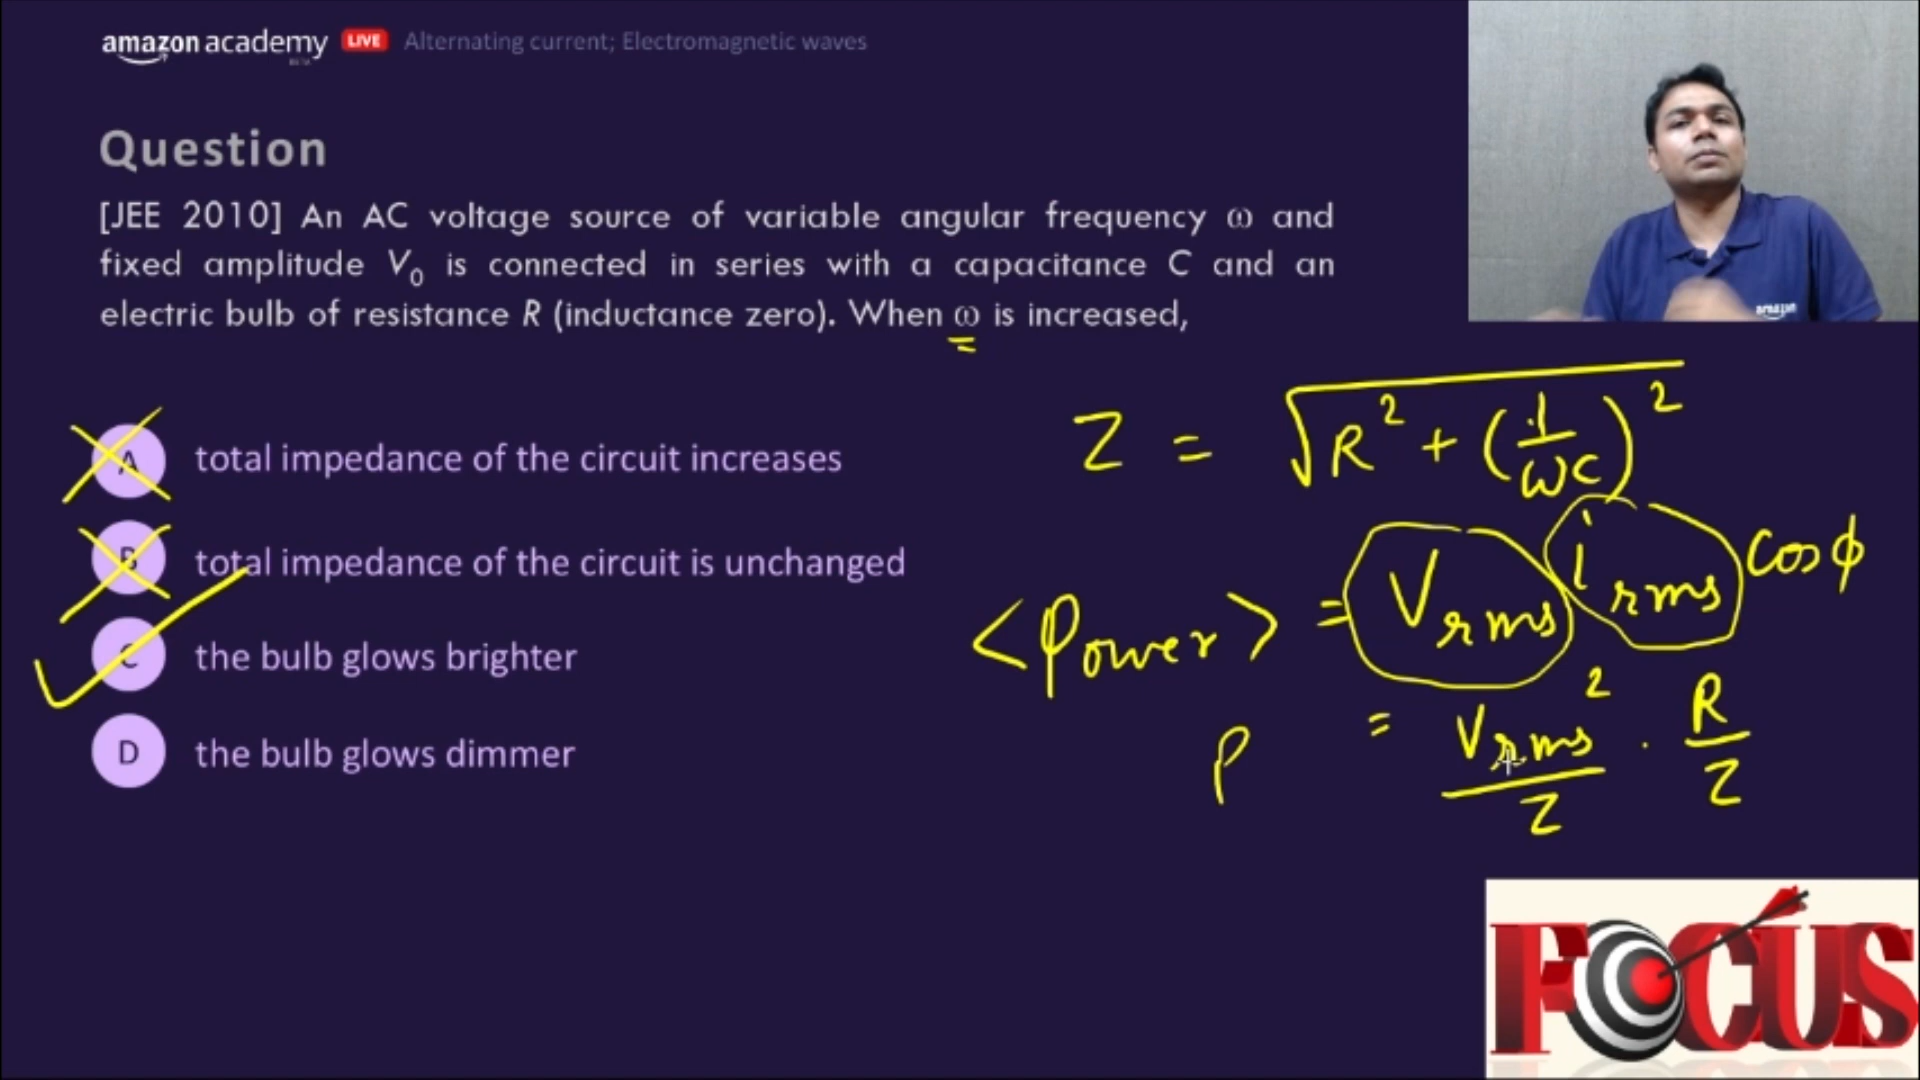 amazon academy LIVE Alternating current; Electromagnetic waves
BETA
Question
[JEE 2010] An AC voltage source of variable angular frequency ω and
fixed amplitude V₀ is connected in series with a capacitance C and an
electric bulb of resistance R (inductance zero). When ω is increased,
A total impedance of the circuit increases
B total impedance of the circuit is unchanged
C the bulb glows brighter
D the bulb glows dimmer
Z = √(R² + (1/ωC)²)
<Power> = Vrms irms cosϕ
P = Vrms²/Z · R/Z
amazon
FOCUS